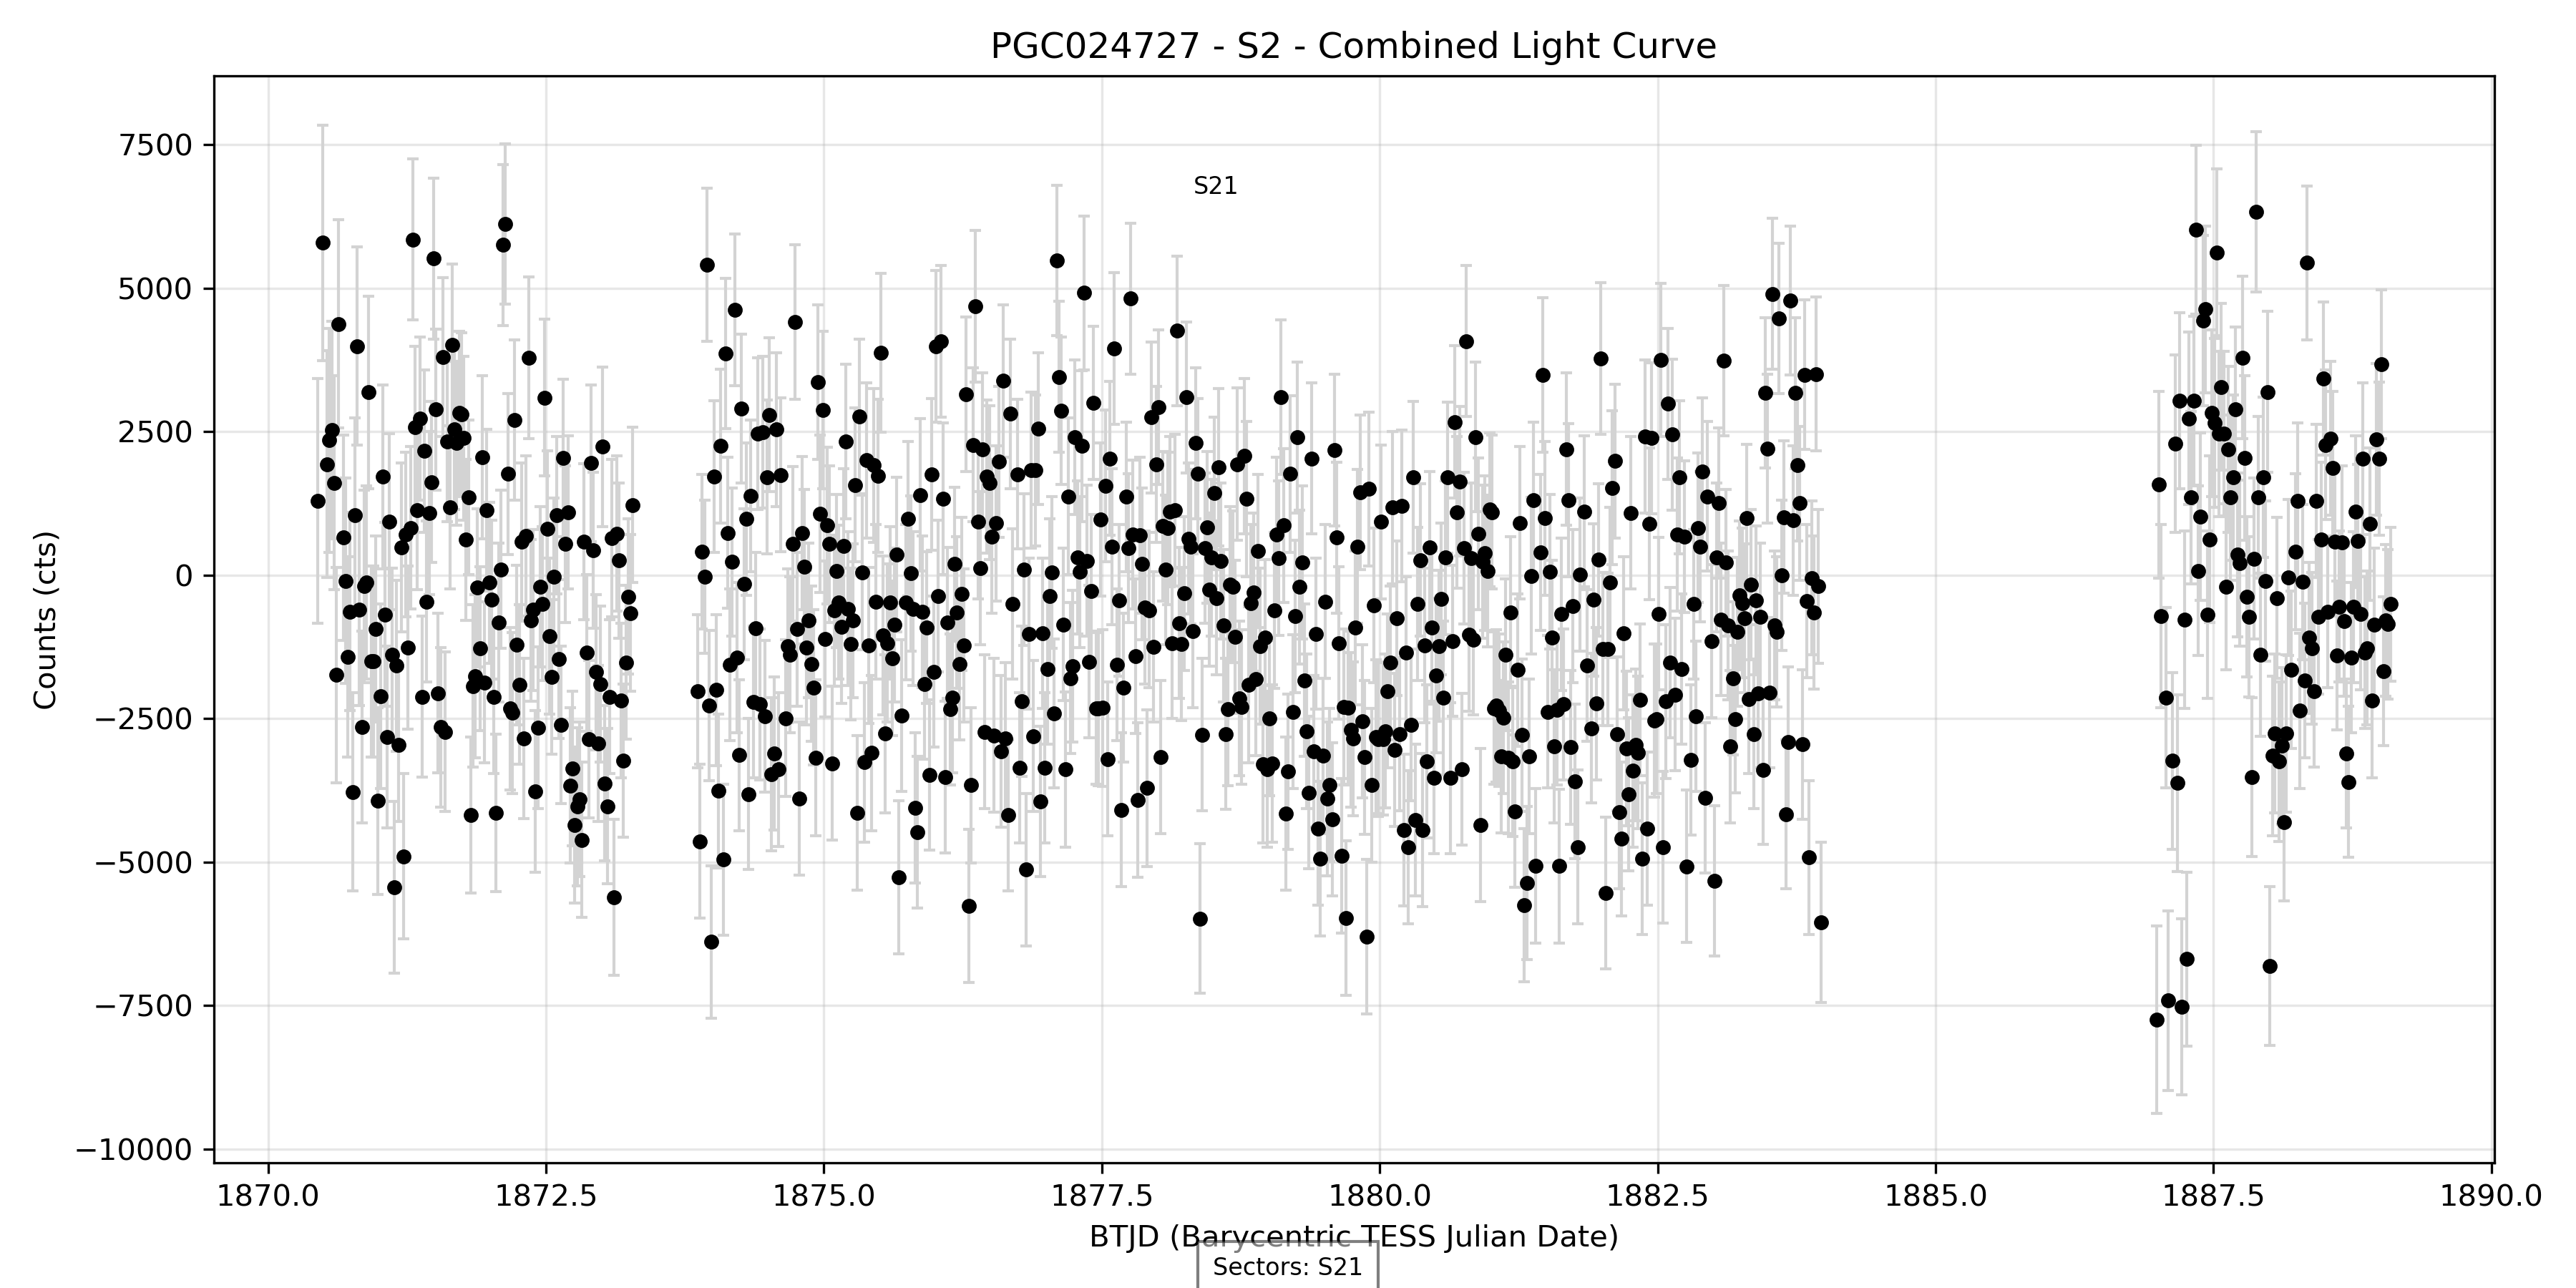 PGC024727 - S2 - Combined Light Curve
S21
7500
5000
2500
0
−2500
−5000
−7500
−10000
Counts (cts)
1870.0 1872.5 1875.0 1877.5 1880.0 1882.5 1885.0 1887.5 1890.0
BTJD (Barycentric TESS Julian Date)
Sectors: S21